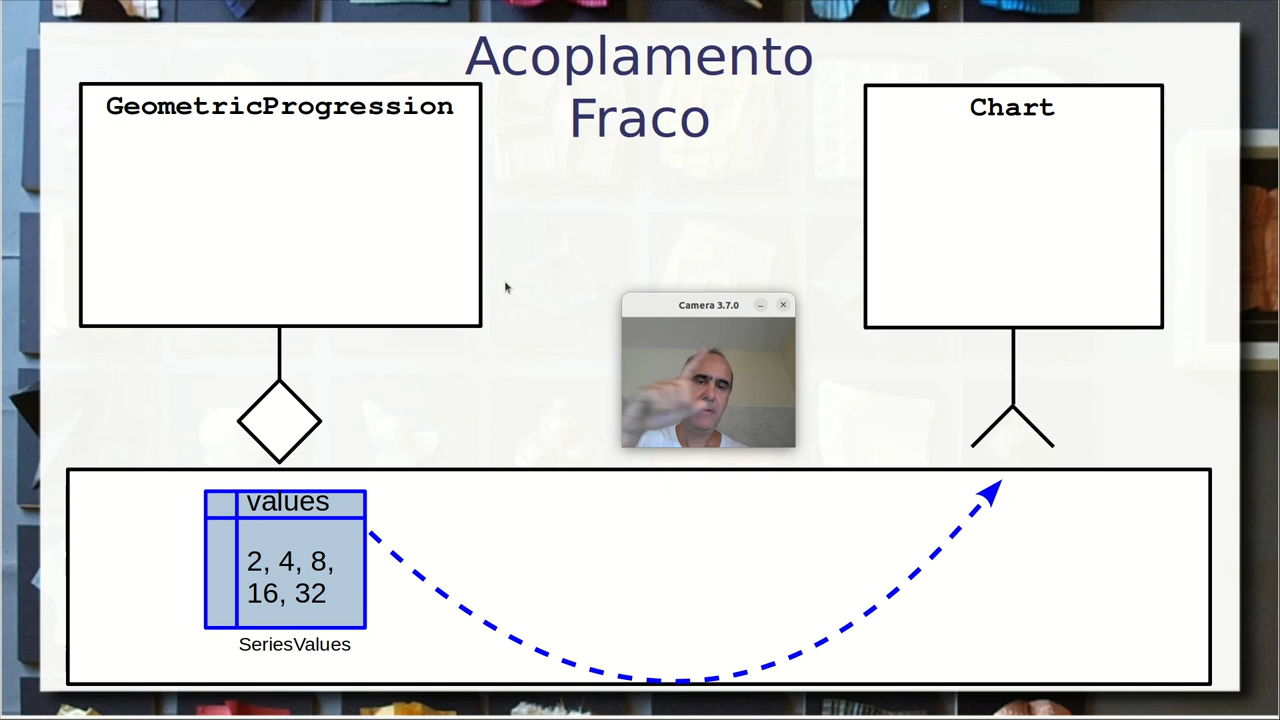 Acoplamento
Fraco
GeometricProgression
Chart
Camera 3.7.0
values
2, 4, 8,
16, 32
SeriesValues